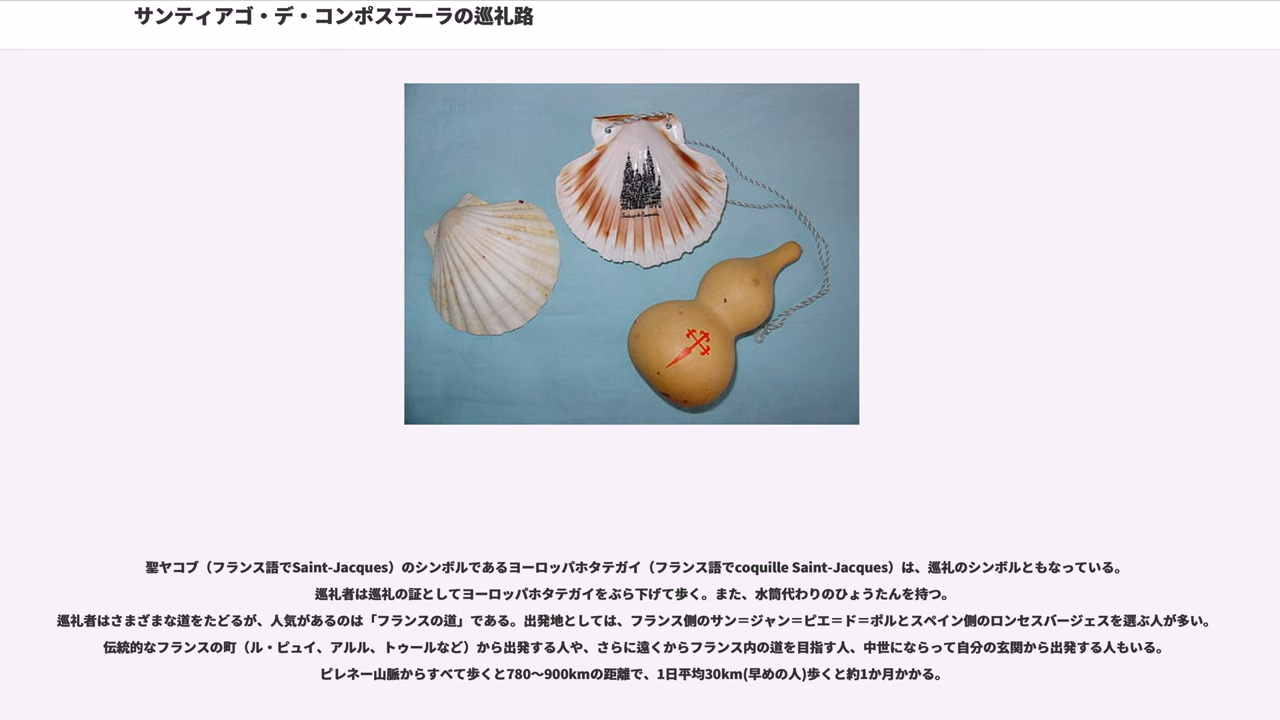 サンティアゴ・デ・コンポステーラの巡礼路
聖ヤコブ（フランス語でSaint-Jacques）のシンボルであるヨーロッパホタテガイ（フランス語でcoquille Saint-Jacques）は、巡礼のシンボルともなっている。
巡礼者は巡礼の証としてヨーロッパホタテガイをぶら下げて歩く。また、水筒代わりのひょうたんを持つ。
巡礼者はさまざまな道をたどるが、人気があるのは「フランスの道」である。出発地としては、フランス側のサン＝ジャン＝ピエ＝ド＝ポルとスペイン側のロンセスバージェスを選ぶ人が多い。
伝統的なフランスの町（ル・ピュイ、アルル、トゥールなど）から出発する人や、さらに遠くからフランス内の道を目指す人、中世にならって自分の玄関から出発する人もいる。
ピレネー山脈からすべて歩くと780〜900kmの距離で、1日平均30km(早めの人)歩くと約1か月かかる。